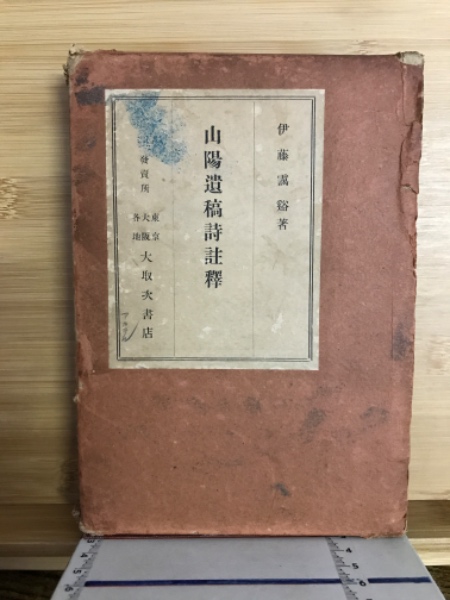 伊藤靄谿著
山陽遺稿詩註釋
發賣所
東京
大阪
各地
大取次書店